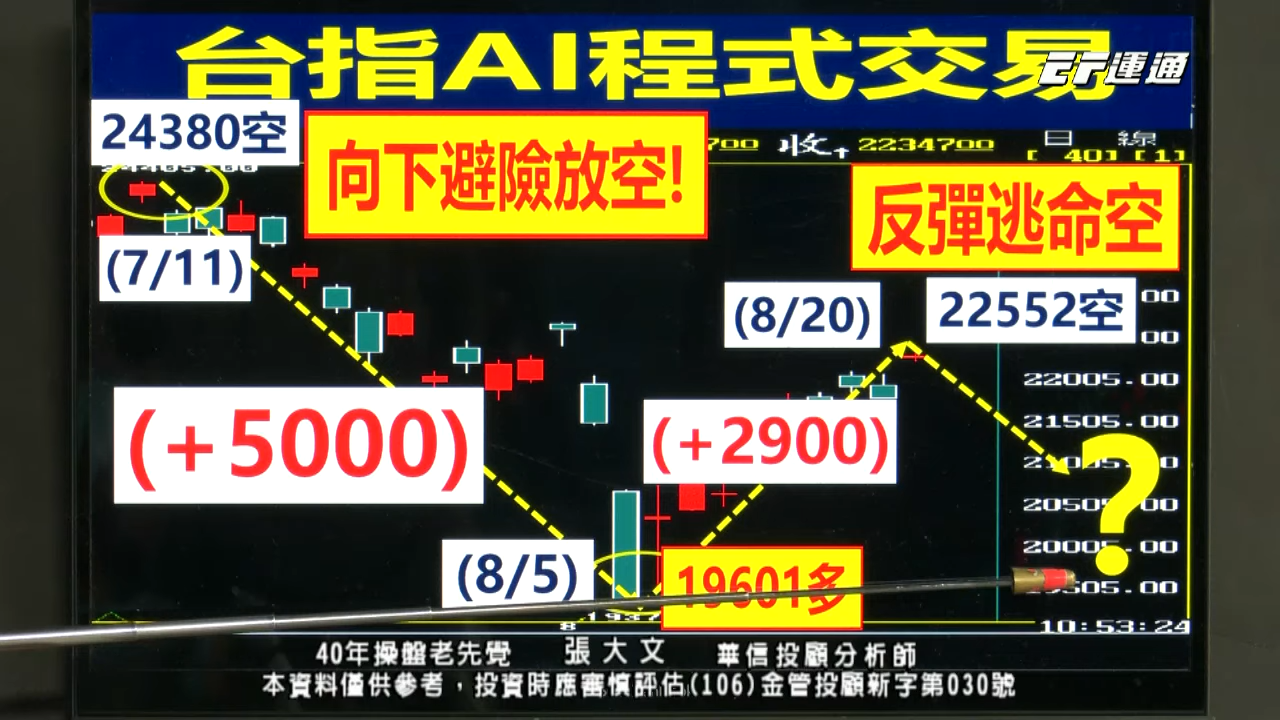 台指AI程式交易
EF運通
24380空
向下避險放空!
700 收↑ 2234700
日 線
[ 40] [1]
反彈逃命空
(7/11)
(8/20)
22552空
00
00
22005.00
21505.00
(+5000)
(+2900)
20505.00
20005.00
(8/5)
19601多
10:53:24
40年操盤老先覺 張大文 華信投顧分析師
本資料僅供參考，投資時應審慎評估(106)金管投顧新字第030號